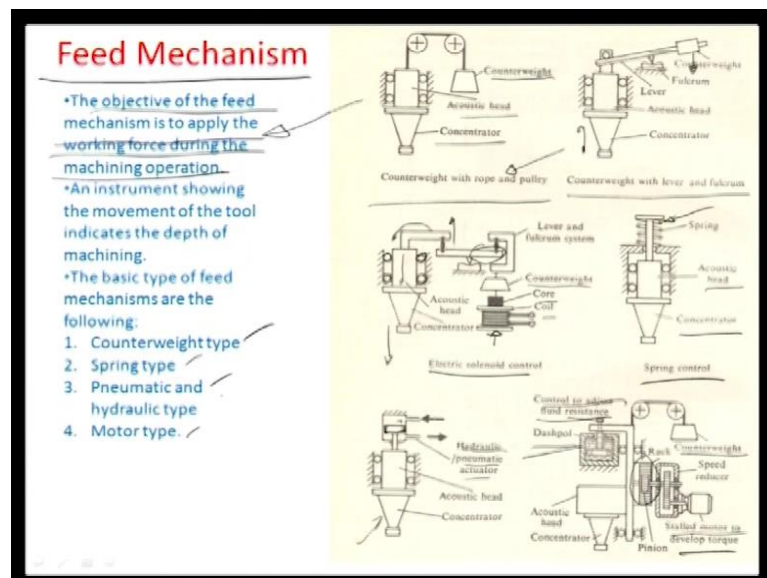 Feed Mechanism
•The objective of the feed
mechanism is to apply the
working force during the
machining operation.
•An instrument showing
the movement of the tool
indicates the depth of
machining.
•The basic type of feed
mechanisms are the
following:
1. Counterweight type
2. Spring type
3. Pneumatic and
hydraulic type
4. Motor type.
Counterweight
Acoustic head
Concentrator
Counterweight with rope and pulley
Counterweight
Fulcrum
Lever
Acoustic head
Concentrator
Counterweight with lever and fulcrum
Lever and
fulcrum system
Counterweight
Core
Coil
Acoustic
head
Concentrator
Electric solenoid control
Spring
Acoustic
head
Concentrator
Spring control
Hydraulic
/pneumatic
actuator
Acoustic head
Concentrator
Control to adjust
fluid resistance
Dashpot
Counterweight
Rack
Speed
reducer
Acoustic
head
Concentrator
Stalled motor to
develop torque
Pinion